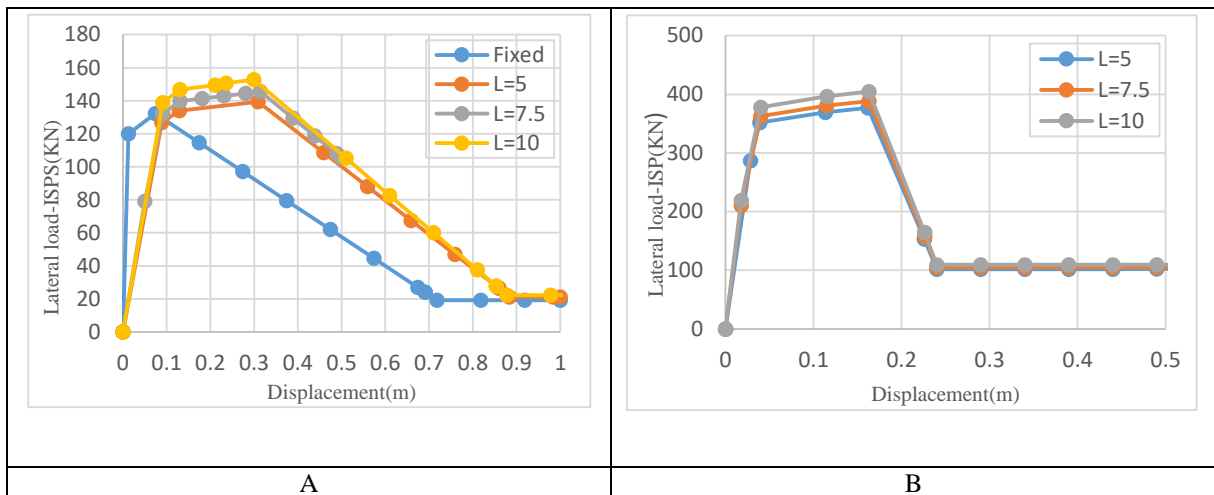 180
160
140
120
100
80
60
40
20
0
0 0.1 0.2 0.3 0.4 0.5 0.6 0.7 0.8 0.9 1
Lateral load-ISPS(KN)
Displacement(m)
Fixed
L=5
L=7.5
L=10
A
500
400
300
200
100
0
0 0.1 0.2 0.3 0.4 0.5
Lateral load-ISP(KN)
Displacement(m)
L=5
L=7.5
L=10
B